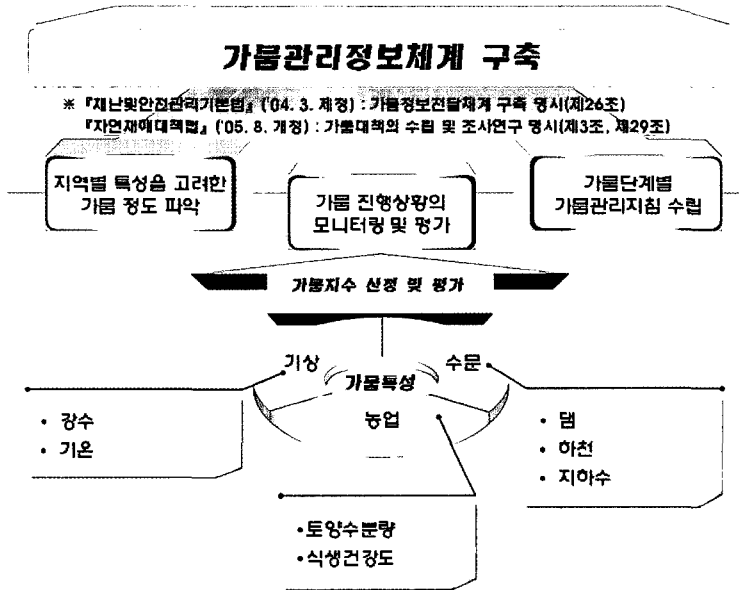 가뭄관리정보체계 구축
※ 『재난및안전관리기본법』('04. 3. 제정) : 가뭄정보전달체계 구축 명시(제26조)
『자연재해대책법』('05. 8. 개정) : 가뭄대책의 수립 및 조사연구 명시(제3조, 제29조)
지역별 특성을 고려한
가뭄 정도 파악
가뭄 진행상황의
모니터링 및 평가
가뭄단계별
가뭄관리지침 수립
가뭄지수 산정 및 평가
기상
수문
가뭄특성
농업
• 강수
• 기온
• 댐
• 하천
• 지하수
•토양수분량
•식생건강도